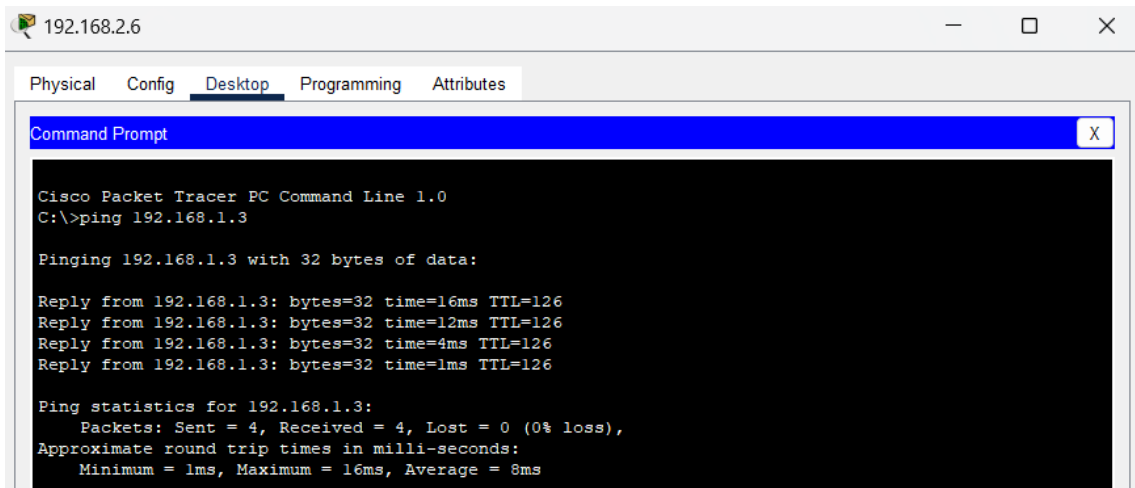 192.168.2.6
Physical Config Desktop Programming Attributes
Command Prompt
X
Cisco Packet Tracer PC Command Line 1.0
C:\>ping 192.168.1.3
Pinging 192.168.1.3 with 32 bytes of data:
Reply from 192.168.1.3: bytes=32 time=16ms TTL=126
Reply from 192.168.1.3: bytes=32 time=12ms TTL=126
Reply from 192.168.1.3: bytes=32 time=4ms TTL=126
Reply from 192.168.1.3: bytes=32 time=1ms TTL=126
Ping statistics for 192.168.1.3:
Packets: Sent = 4, Received = 4, Lost = 0 (0% loss),
Approximate round trip times in milli-seconds:
Minimum = 1ms, Maximum = 16ms, Average = 8ms